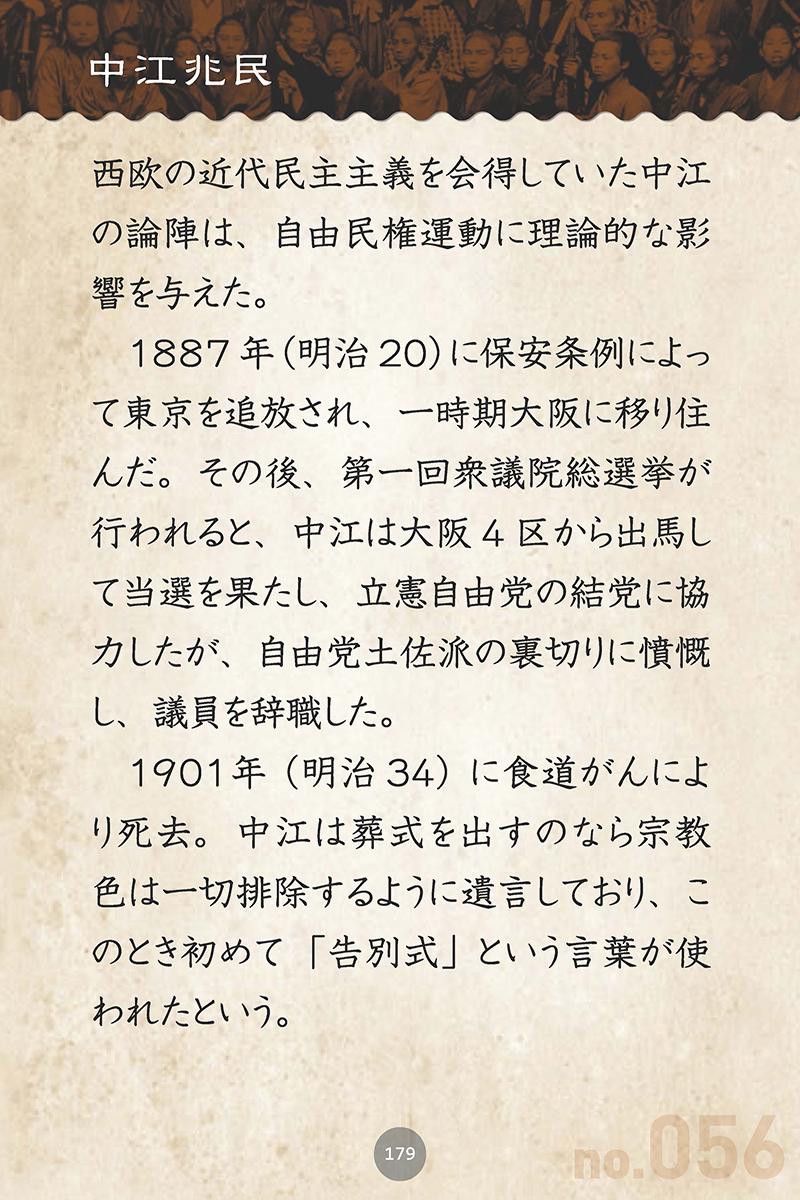 中江兆民
西欧の近代民主主義を会得していた中江
の論陣は、自由民権運動に理論的な影
響を与えた。
1887年(明治20)に保安条例によっ
て東京を追放され、一時期大阪に移り住
んだ。その後、第一回衆議院総選挙が
行われると、中江は大阪4区から出馬し
て当選を果たし、立憲自由党の結党に協
力したが、自由党土佐派の裏切りに憤慨
し、議員を辞職した。
1901年(明治34)に食道がんによ
り死去。中江は葬式を出すのなら宗教
色は一切排除するように遺言しており、こ
のとき初めて「告別式」という言葉が使
われたという。
179
no.056